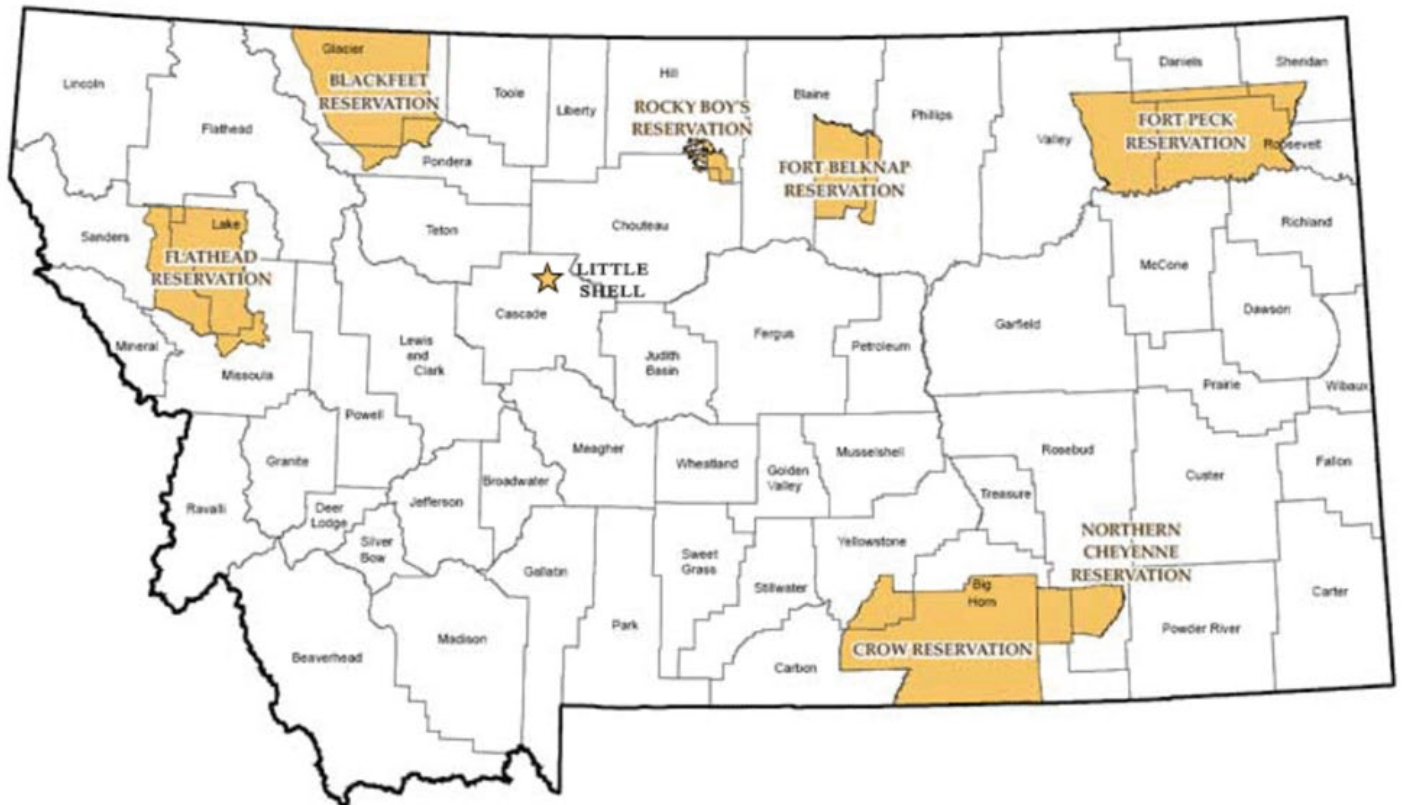 Glacier
BLACKFEET
RESERVATION
Lincoln
Flathead
Toole
Liberty
Hill
ROCKY BOY'S
RESERVATION
Blaine
Phillips
Daniels
Sheridan
Valley
FORT PECK
RESERVATION
Roosevelt
Pondera
FORT BELKNAP
RESERVATION
Sanders
Lake
FLATHEAD
RESERVATION
Teton
Chouteau
Richland
McCone
LITTLE
SHELL
Cascade
Fergus
Petroleum
Garfield
Dawson
Mineral
Missoula
Lewis
and
Clark
Judith
Basin
Prairie
Wibaux
Powell
Granite
Meagher
Wheatland
Golden
Valley
Musselshell
Rosebud
Custer
Fallon
Ravalli
Deer
Lodge
Jefferson
Broadwater
Treasure
Silver
Bow
Gallatin
Sweet
Grass
Stillwater
Yellowstone
NORTHERN
CHEYENNE
RESERVATION
Big
Horn
Carter
Beaverhead
Madison
Park
Carbon
CROW RESERVATION
Powder River